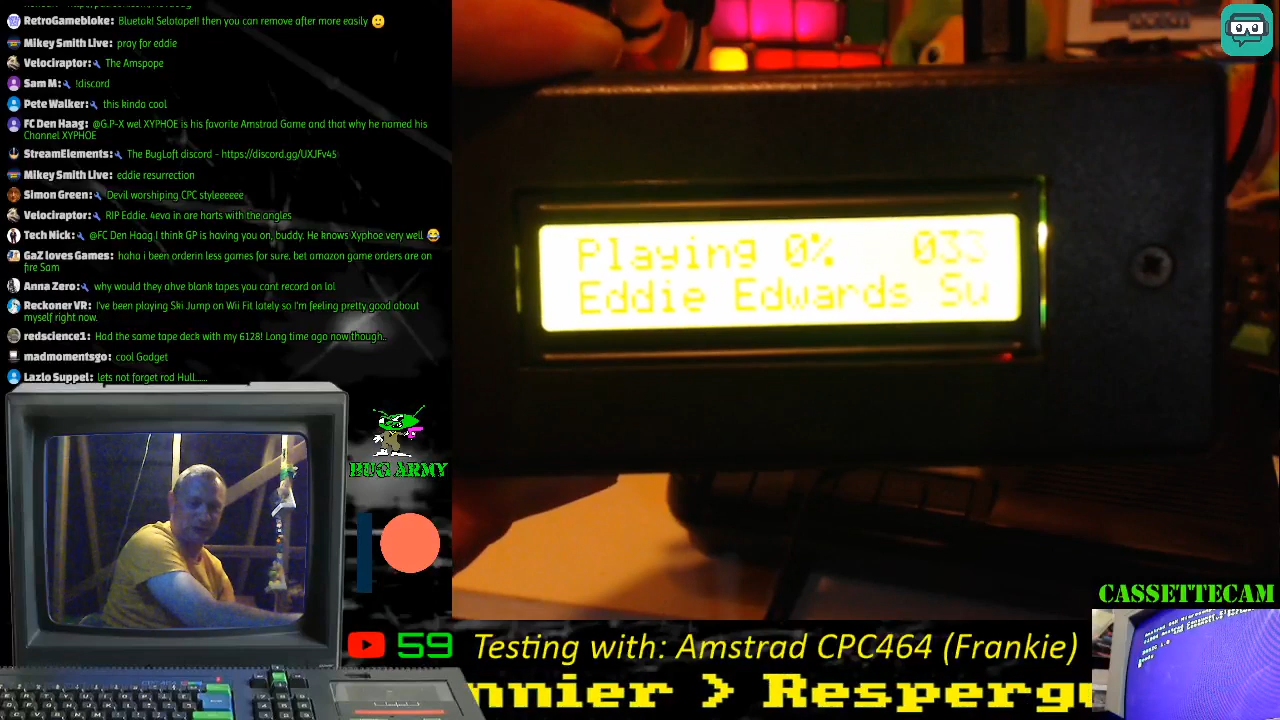 RetroGamebloke: Bluetak! Selotape!! then you can remove after more easily
Mikey Smith Live: pray for eddie
Velociraptor: The Amspope
Sam M: !discord
Pete Walker: this kinda cool
FC Den Haag: @G.P-X wel XYPHOE is his favorite Amstrad Game and that why he named his
Channel XYPHOE
StreamElements: The BugLoft discord - https://discord.gg/UXJFv45
Mikey Smith Live: eddie resurrection
Simon Green: Devil worshiping CPC styleeeeee
Velociraptor: RIP Eddie. 4eva in are harts with the angles
Tech Nick: @FC Den Haag I think GP is having you on, buddy. He knows Xyphoe very well
GaZ loves Games: haha i been orderin less games for sure. bet amazon game orders are on
fire Sam
Anna Zero: why would they ahve blank tapes you cant record on lol
Reckoner VR: I've been playing Ski Jump on Wii Fit lately so I'm feeling pretty good about
myself right now.
redscience1: Had the same tape deck with my 6128! Long time ago now though..
madmomentsgo: cool Gadget
Lazlo Suppel: lets not forget rod Hull.....
Playing 0% 033
Eddie Edwards Su
BUG ARMY
CASSETTECAM
59
Testing with: Amstrad CPC464 (Frankie)
nnier > Resperg